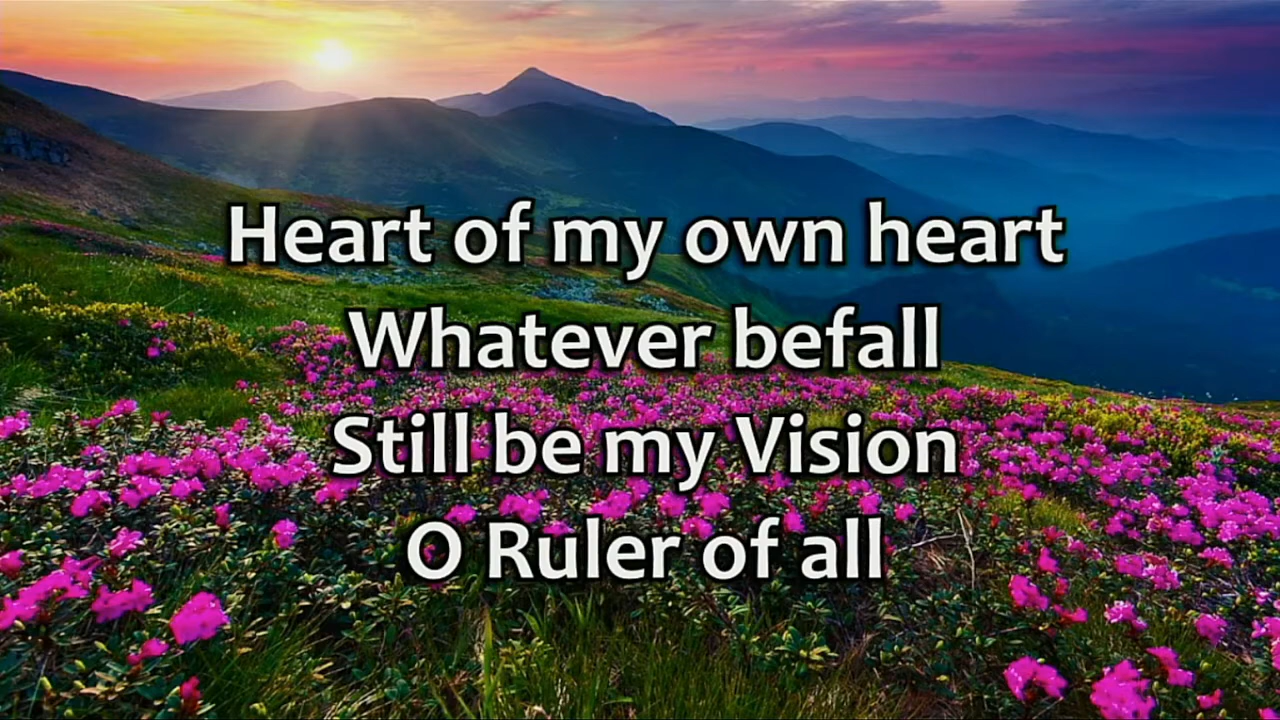 Heart of my own heart
Whatever befall
Still be my Vision
O Ruler of all